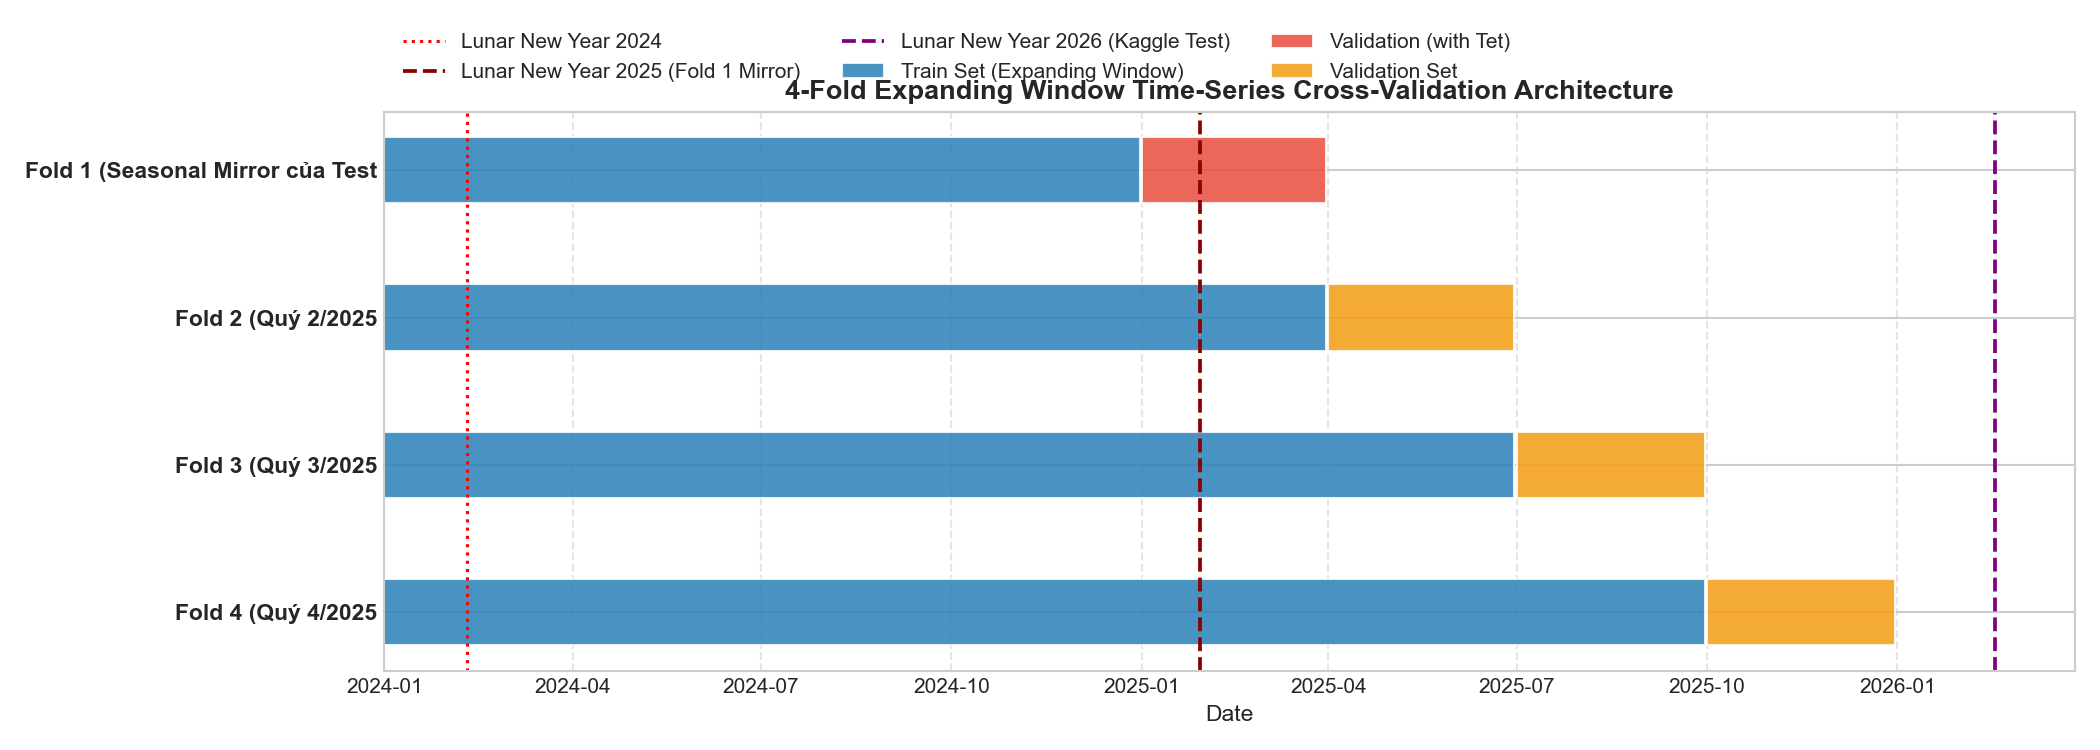 Lunar New Year 2024
Lunar New Year 2025 (Fold 1 Mirror)
Lunar New Year 2026 (Kaggle Test)
Train Set (Expanding Window)
Validation (with Tet)
Validation Set
4-Fold Expanding Window Time-Series Cross-Validation Architecture
Fold 1 (Seasonal Mirror của Test
Fold 2 (Quý 2/2025
Fold 3 (Quý 3/2025
Fold 4 (Quý 4/2025
2024-01 2024-04 2024-07 2024-10 2025-01 2025-04 2025-07 2025-10 2026-01
Date